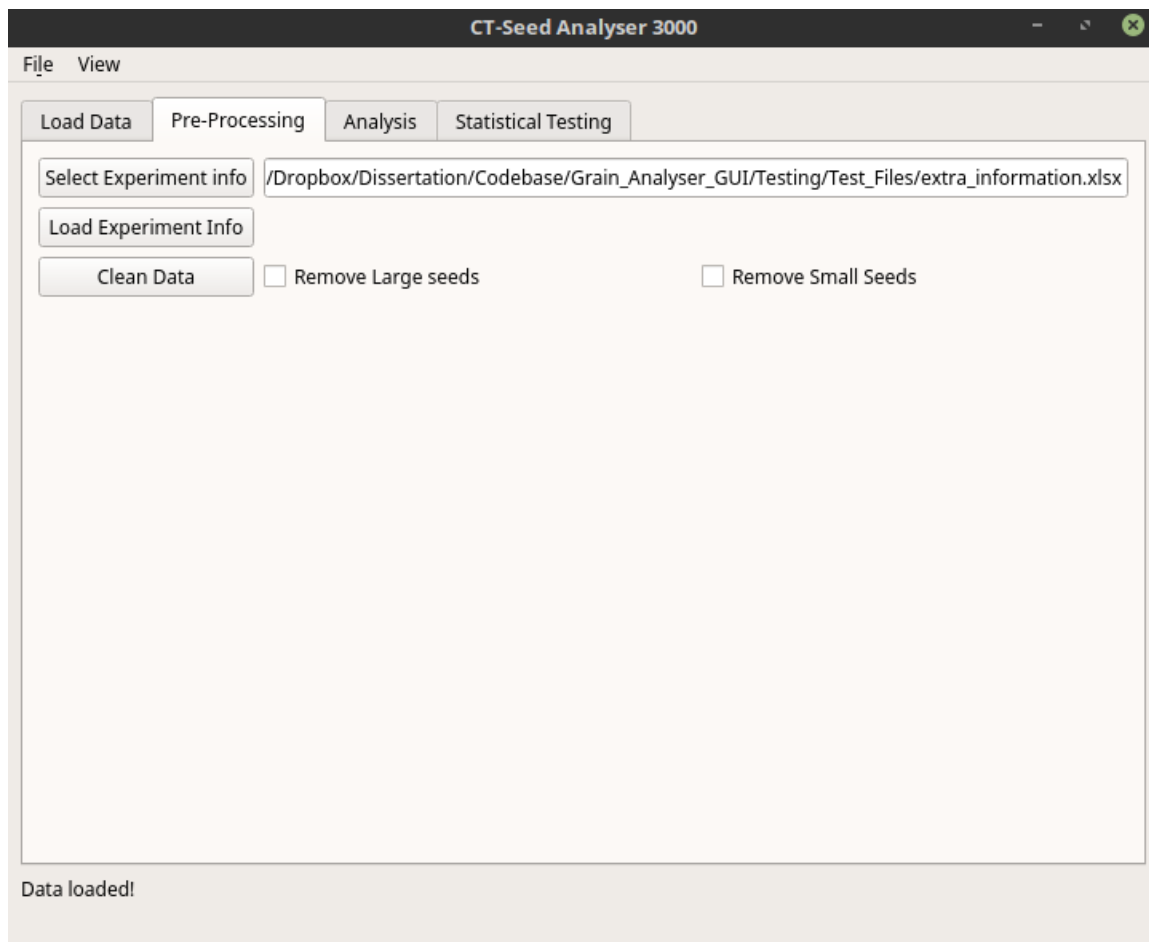 CT-Seed Analyser 3000
File View
Load Data Pre-Processing Analysis Statistical Testing
Select Experiment info /Dropbox/Dissertation/Codebase/Grain_Analyser_GUI/Testing/Test_Files/extra_information.xlsx
Load Experiment Info
Clean Data Remove Large seeds Remove Small Seeds
Data loaded!